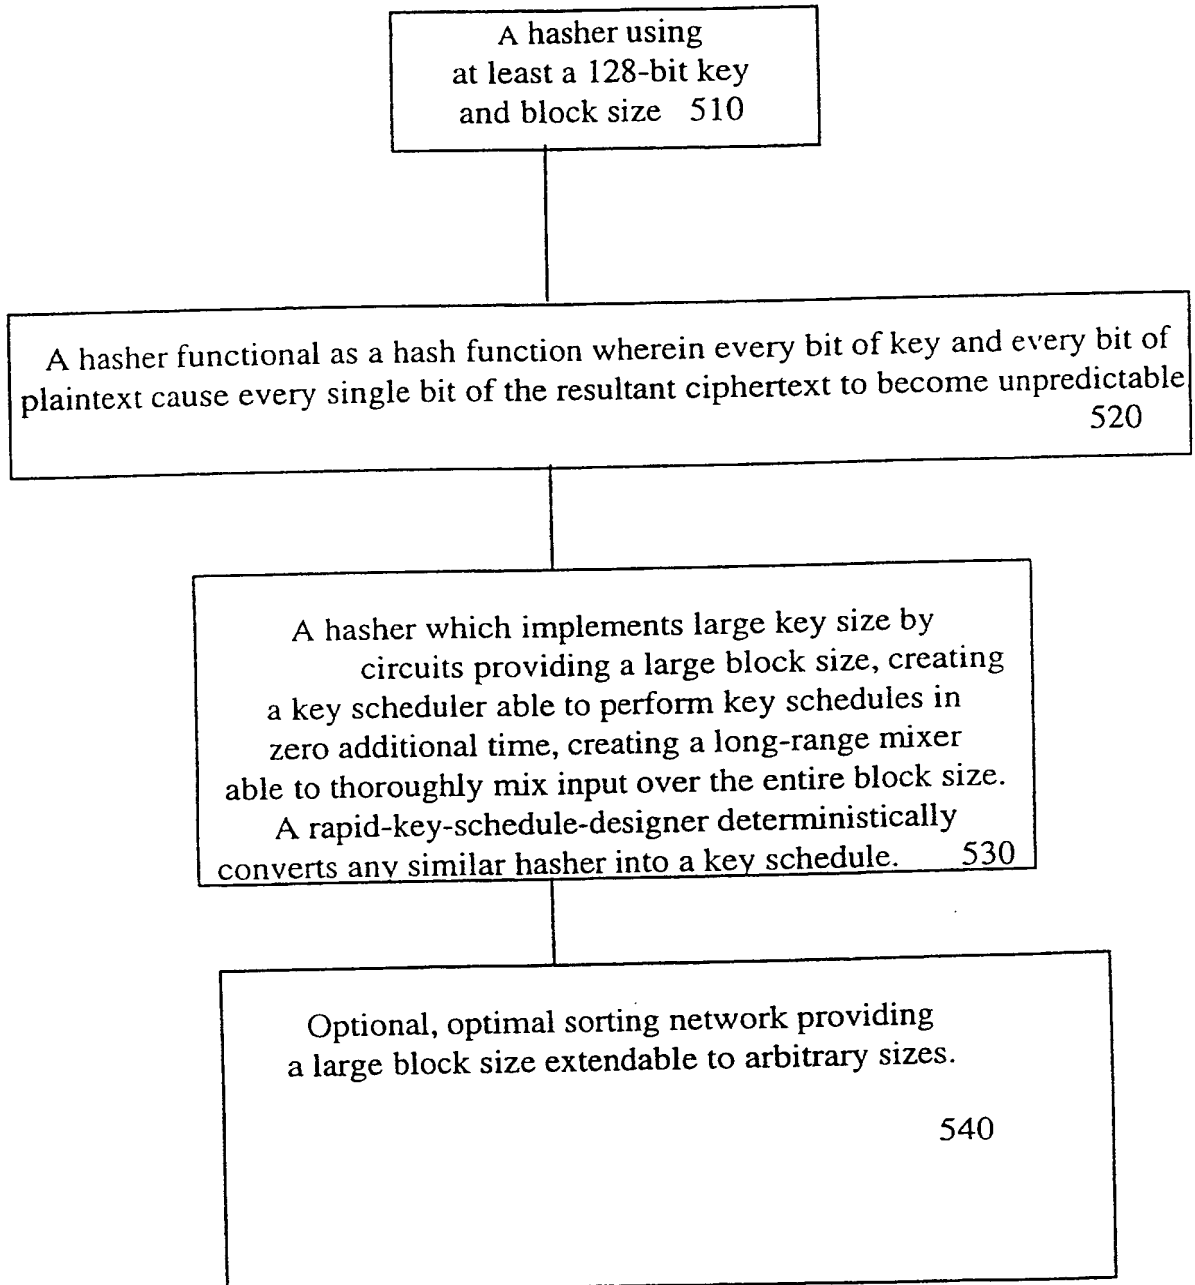 A hasher using
at least a 128-bit key
and block size 510
A hasher functional as a hash function wherein every bit of key and every bit of
plaintext cause every single bit of the resultant ciphertext to become unpredictable
520
A hasher which implements large key size by
circuits providing a large block size, creating
a key scheduler able to perform key schedules in
zero additional time, creating a long-range mixer
able to thoroughly mix input over the entire block size.
A rapid-key-schedule-designer deterministically
converts any similar hasher into a key schedule. 530
Optional, optimal sorting network providing
a large block size extendable to arbitrary sizes.
540